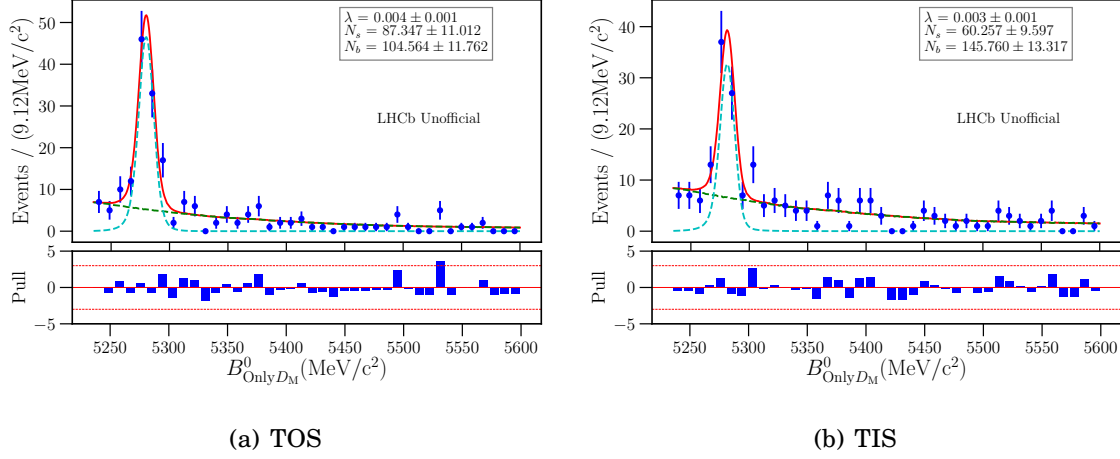 50
40
30
20
10
0
Events / (9.12MeV/c²)
λ = 0.004 ± 0.001
N_s = 87.347 ± 11.012
N_b = 104.564 ± 11.762
LHCb Unofficial
5
0
−5
Pull
5250 5300 5350 5400 5450 5500 5550 5600
B⁰_OnlyD_M (MeV/c²)
(a) TOS
40
30
20
10
0
Events / (9.12MeV/c²)
λ = 0.003 ± 0.001
N_s = 60.257 ± 9.597
N_b = 145.760 ± 13.317
LHCb Unofficial
5
0
−5
Pull
5250 5300 5350 5400 5450 5500 5550 5600
B⁰_OnlyD_M (MeV/c²)
(b) TIS